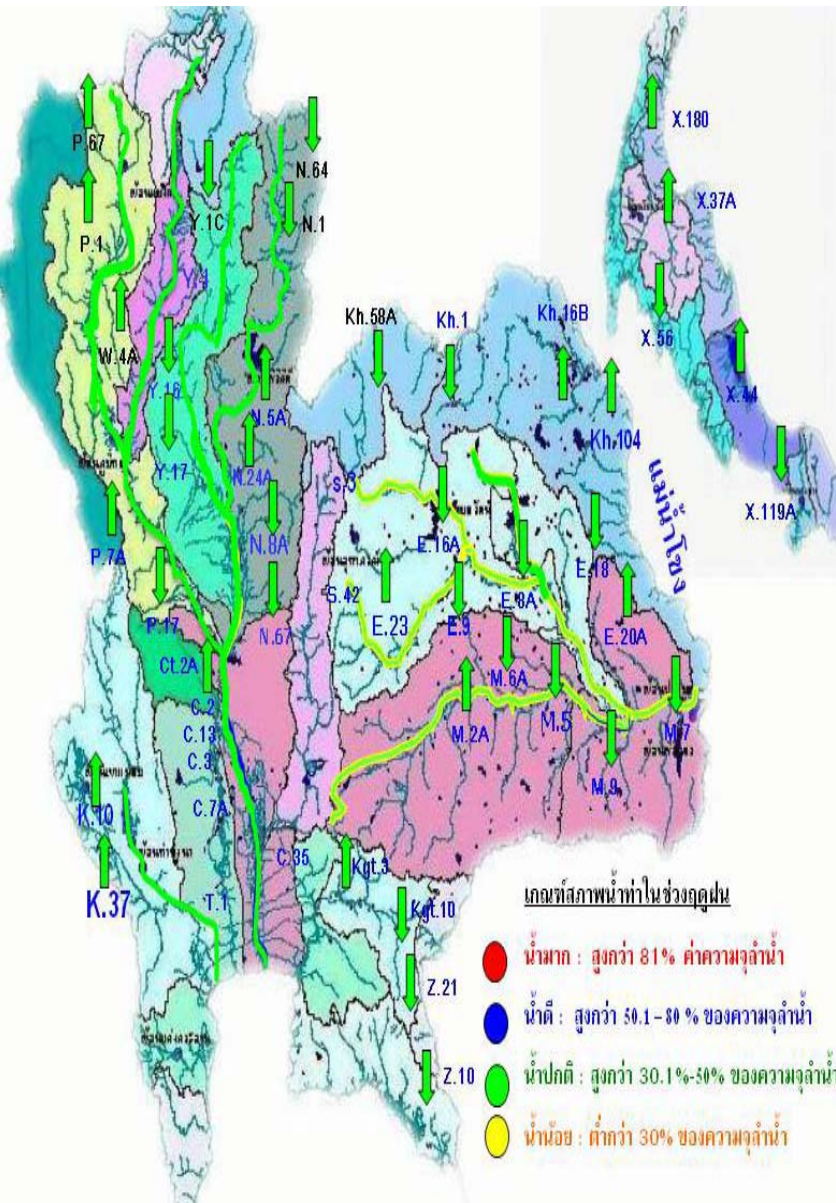 P.67
X.180
N.64
X.37A
Y.1C
N.1
P.1
Y.4
Kh.58A
Kh.1
Kh.16B
X.56
W.4A
Y.16
X.44
N.5A
Kh.104
Y.17
N.24A
S.3
แม่น้ำโขง
X.119A
P.7A
N.8A
E.16A
E.18
S.42
E.8A
P.17
N.67
E.23
E.9
E.20A
Ct.2A
M.6A
C.2
M.2A
M.5
M.7
C.13
C.3
M.9
K.10
C.7A
C.35
Kgt.3
K.37
T.1
Kgt.10
เกณฑ์สภาพน้ำท่าในช่วงฤดูฝน
น้ำมาก : สูงกว่า 81% ค่าความจุลำน้ำ
Z.21
น้ำดี : สูงกว่า 50.1 - 80 % ของความจุลำน้ำ
Z.10
น้ำปกติ : สูงกว่า 30.1%-50% ของความจุลำน้ำ
น้ำน้อย : ต่ำกว่า 30% ของความจุลำน้ำ